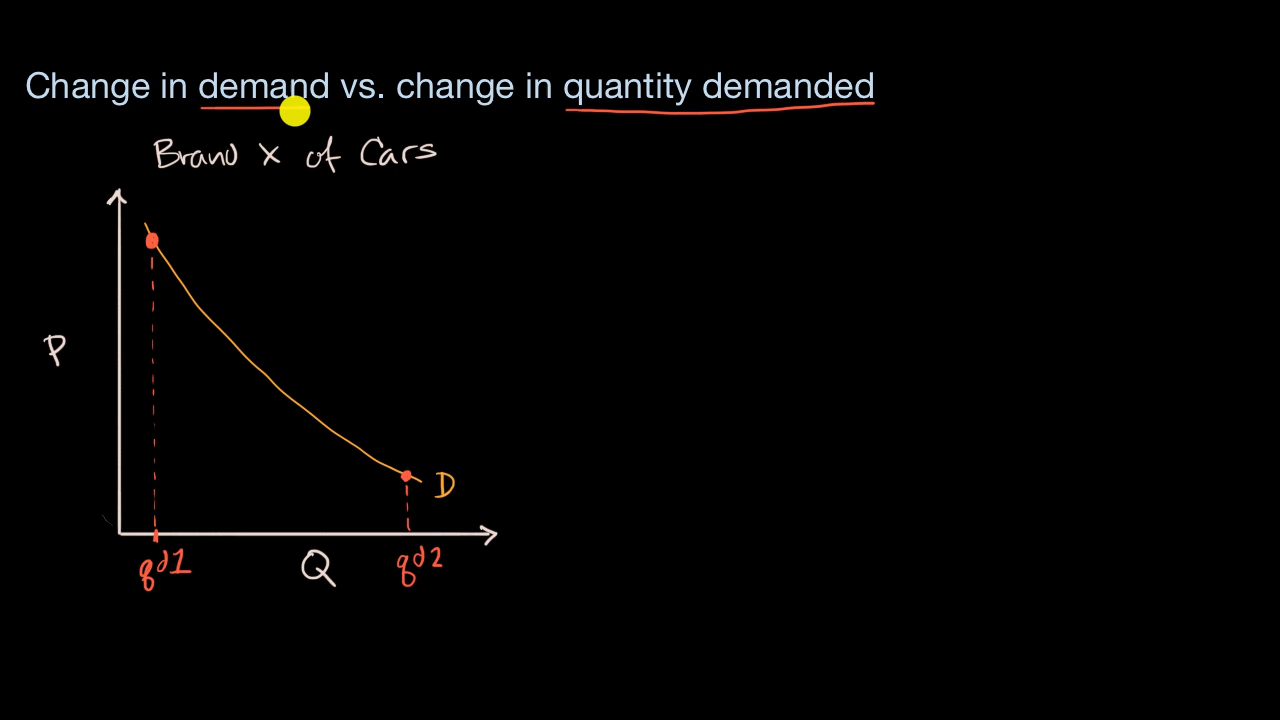 Change in demand vs. change in quantity demanded
Brand X of Cars
P
D
qd1
Q
qd2